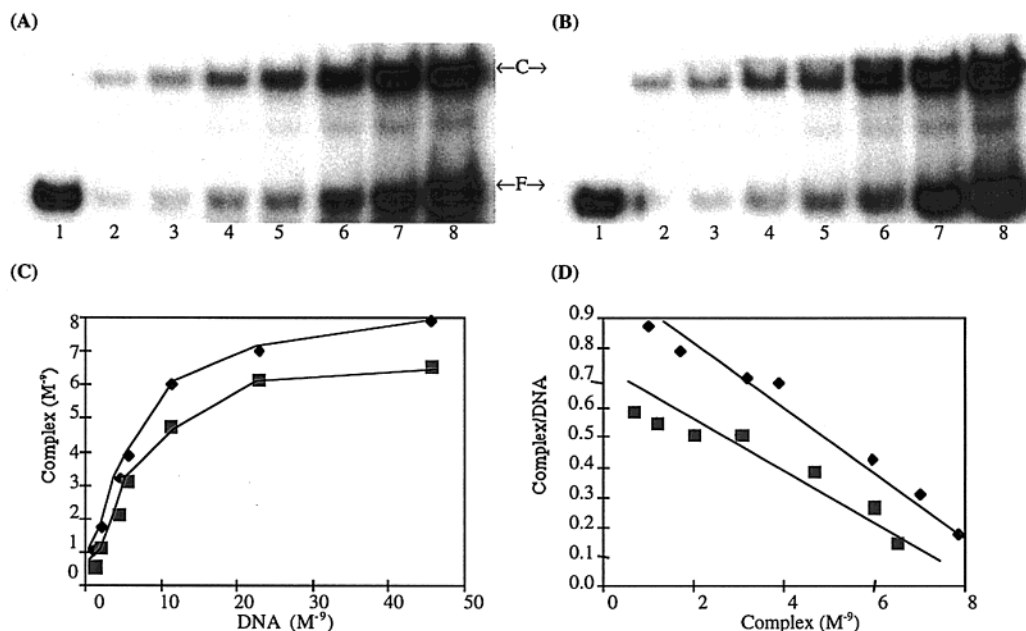 (A)
←C→
←F→
1 2 3 4 5 6 7 8
(B)
1 2 3 4 5 6 7 8
(C)
Complex (M⁻⁹)
8
7
6
5
4
3
2
1
0
0 10 20 30 40 50
DNA (M⁻⁹)
(D)
Complex/DNA
0.9
0.8
0.7
0.6
0.5
0.4
0.3
0.2
0.1
0.0
0 2 4 6 8
Complex (M⁻⁹)